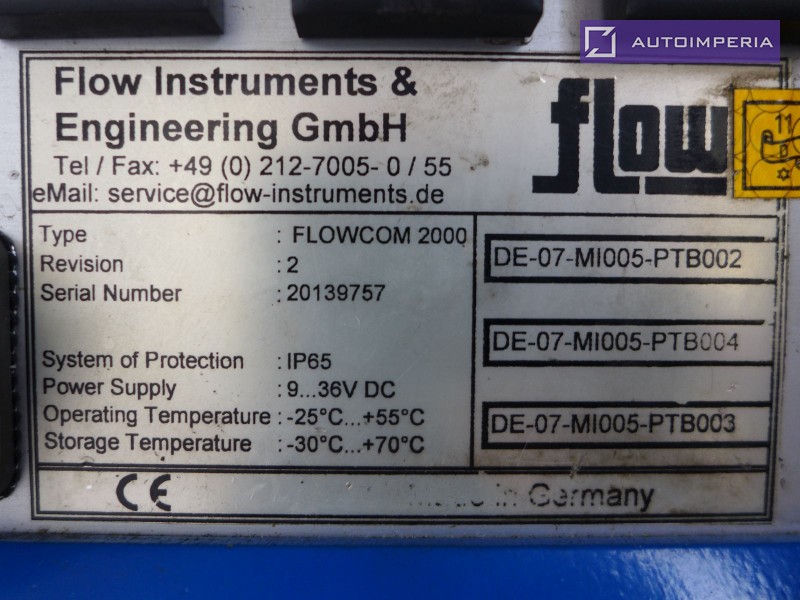 AUTOIMPERIA
Flow Instruments &
Engineering GmbH
Tel / Fax: +49 (0) 212-7005- 0 / 55
eMail: service@flow-instruments.de
flow
11
Type : FLOWCOM 2000
Revision : 2
Serial Number : 20139757
System of Protection : IP65
Power Supply : 9...36V DC
Operating Temperature : -25°C...+55°C
Storage Temperature : -30°C...+70°C
DE-07-MI005-PTB002
DE-07-MI005-PTB004
DE-07-MI005-PTB003
CE
Made in Germany